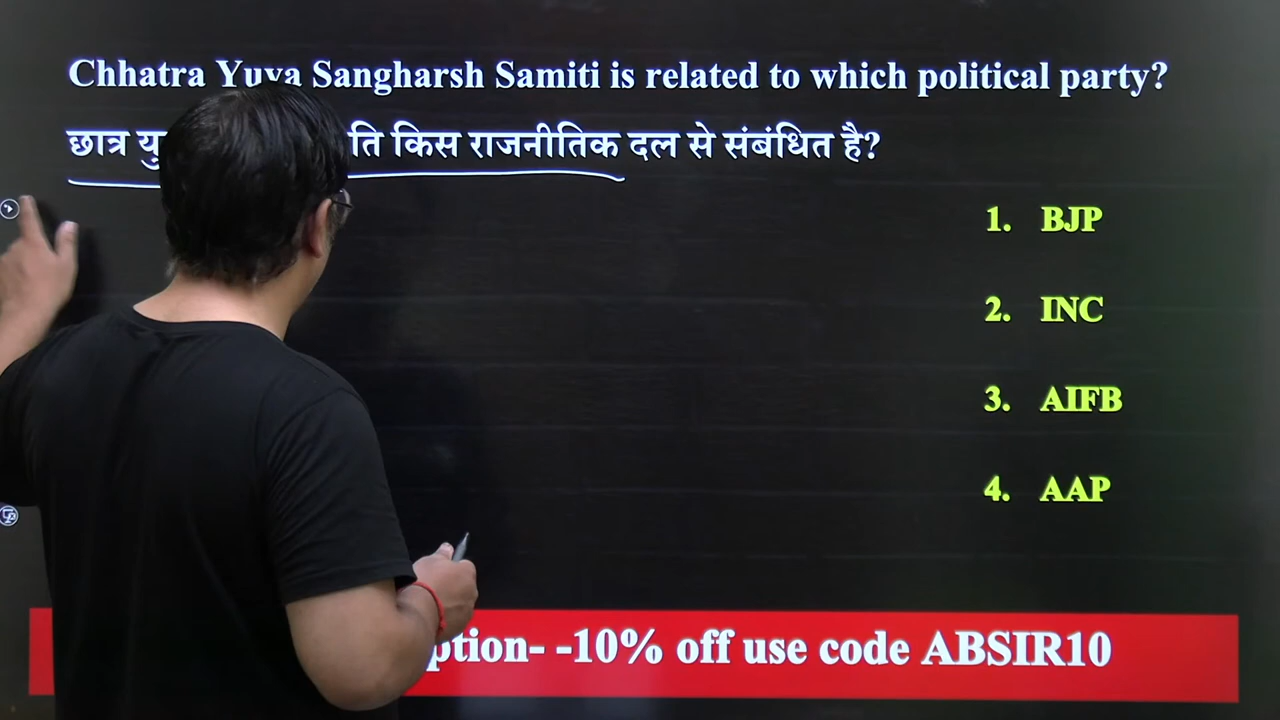 Chhatra Yuva Sangharsh Samiti is related to which political party?
छात्र ति किस राजनीतिक दल से संबंधित है?
1. BJP
2. INC
3. AIFB
4. AAP
-10% off use code ABSIR10